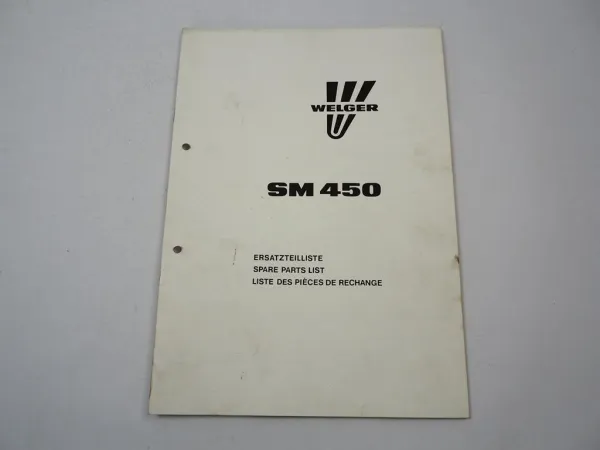 WELGER
SM 450
ERSATZTEILLISTE
SPARE PARTS LIST
LISTE DES PIÈCES DE RECHANGE